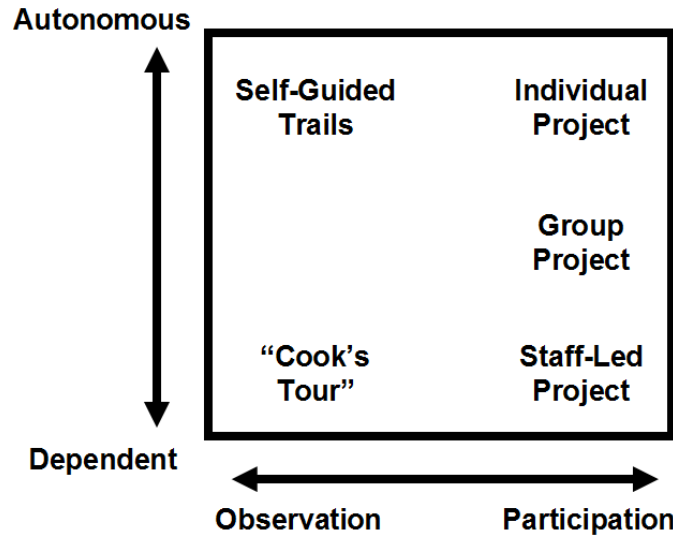 Autonomous
Self-Guided
Trails
Individual
Project
Group
Project
“Cook’s
Tour”
Staff-Led
Project
Dependent
Observation
Participation